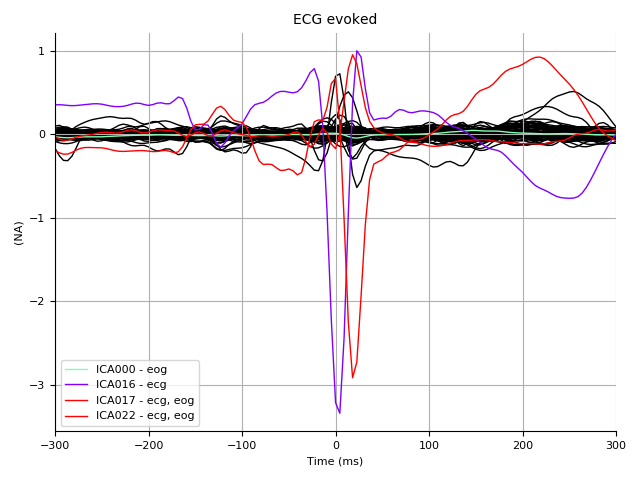 ECG evoked
1
0
−1
−2
−3
(NA)
ICA000 - eog
ICA016 - ecg
ICA017 - ecg, eog
ICA022 - ecg, eog
−300
−200
−100
0
100
200
300
Time (ms)